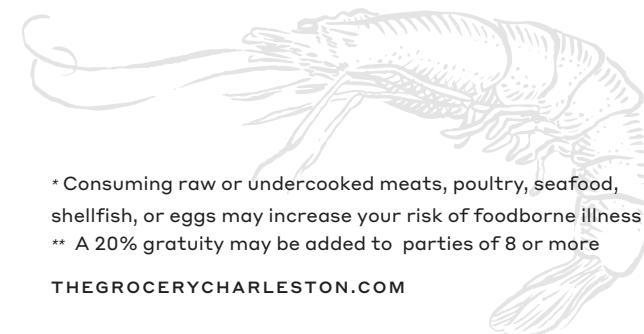 * Consuming raw or undercooked meats, poultry, seafood,
shellfish, or eggs may increase your risk of foodborne illness
** A 20% gratuity may be added to parties of 8 or more
THEGROCERYCHARLESTON.COM